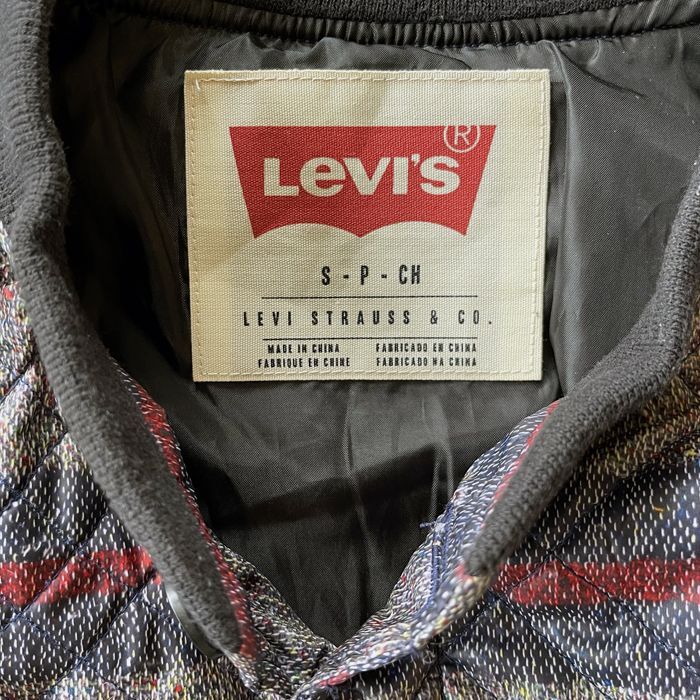 LEVI'S ®
S - P - CH
LEVI STRAUSS & CO.
MADE IN CHINA FABRICADO EN CHINA
FABRIQUE EN CHINE FABRICADO NA CHINA